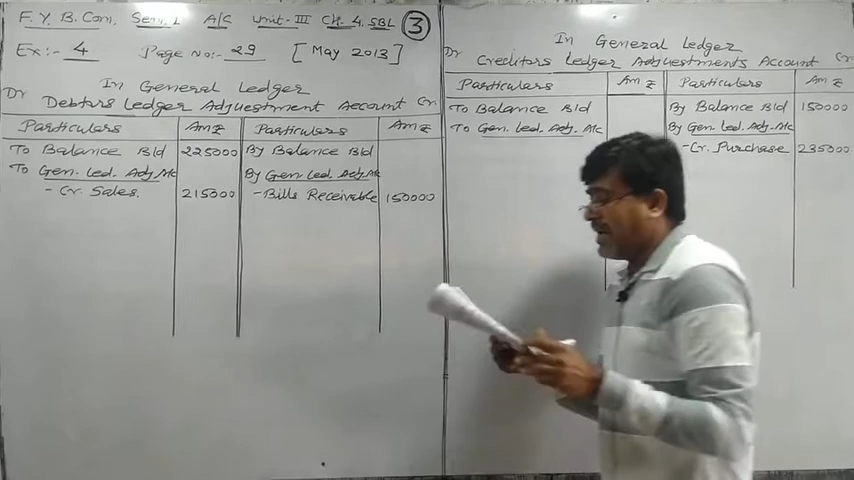 F. Y. B. Com. Sem. I A/C Unit-III Ch. 4. SBL 3
Ex:- 4 Page No:- 29 [May 2013]
In General Ledger
Dr Debtors Ledger Adjuestment Account Cr
Particulars Am ₹ Particulars Am ₹
To Balance B/d 225000 By Balance B/d
To Gen. Led. Adj A/c By Gen. Led. Adj A/c
- Cr. Sales. 215000 - Bills Receivable 150000
In General Ledger
Dr Creditors Ledger Adjuestments Account Cr
Particulars Am ₹ Particulars Am ₹
To Balance B/d By Balance B/d 150000
To Gen. Led. Adj. A/c By Gen. Led. Adj. A/c
- Cr. Purchase 235000